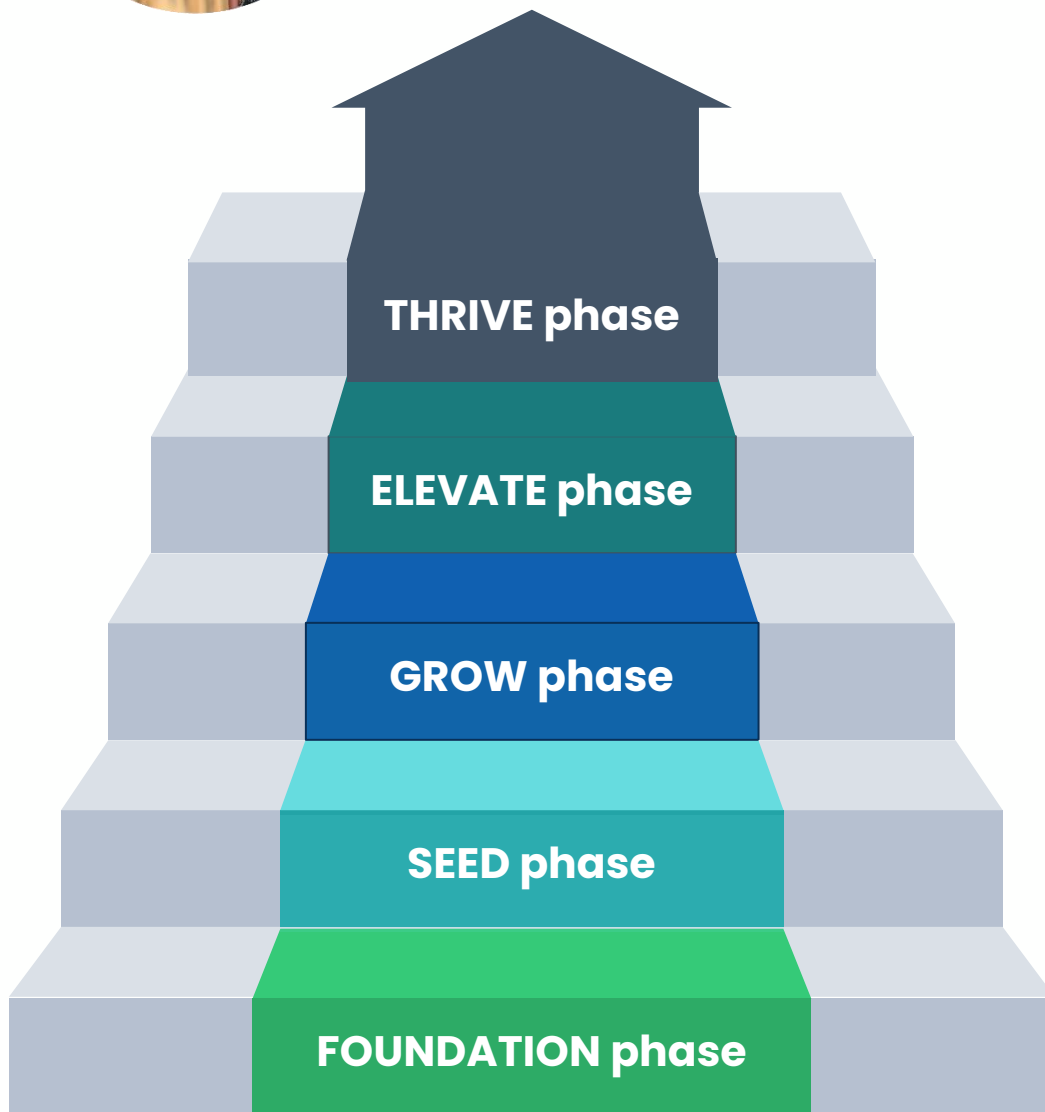 THRIVE phase
ELEVATE phase
GROW phase
SEED phase
FOUNDATION phase